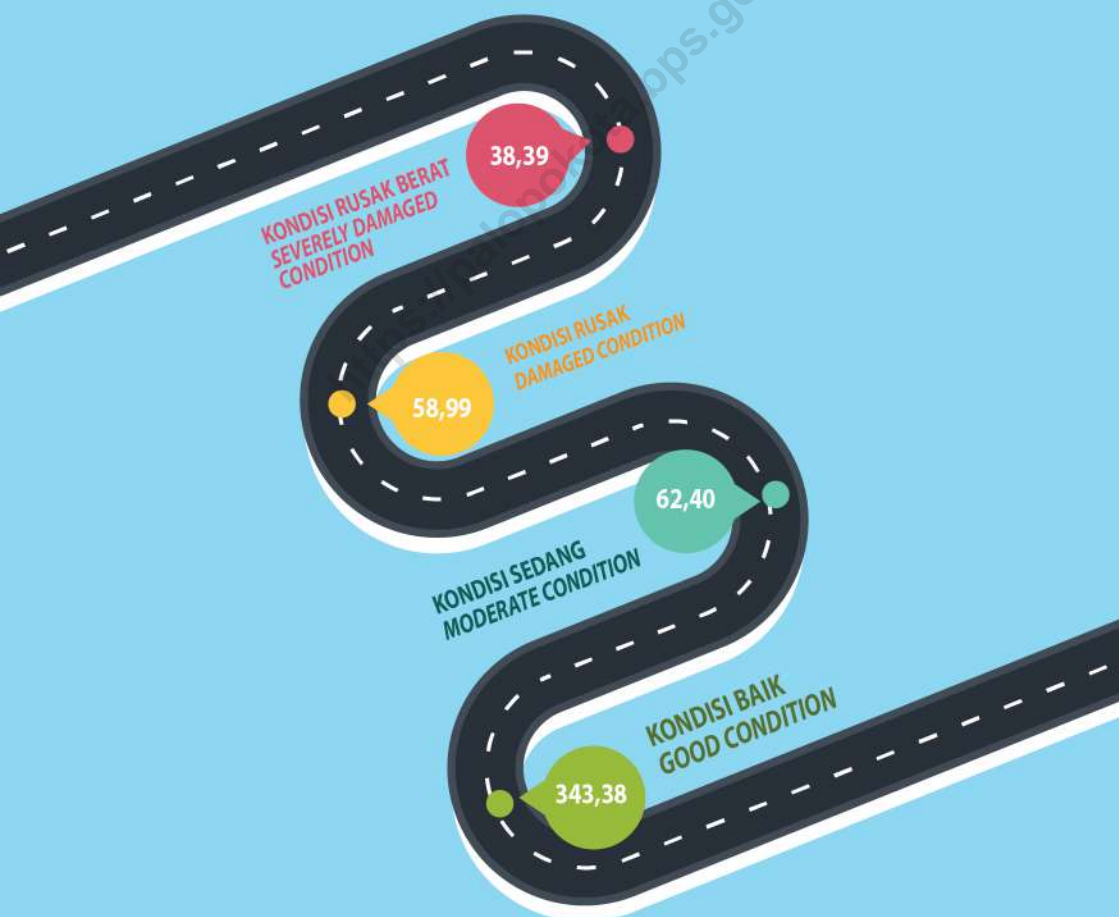 38,39
KONDISI RUSAK BERAT
SEVERELY DAMAGED
CONDITION
KONDISI RUSAK
DAMAGED CONDITION
58,99
62,40
KONDISI SEDANG
MODERATE CONDITION
KONDISI BAIK
GOOD CONDITION
343,38